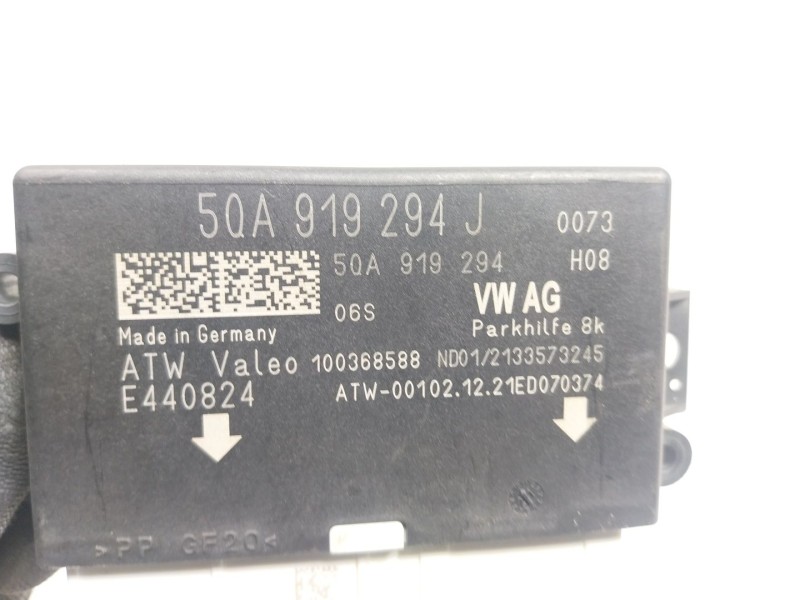 5QA 919 294 J 0073
5QA 919 294 H08
06S VW AG
Made in Germany Parkhilfe 8k
ATW Valeo 100368588 ND01/2133573245
E440824 ATW-00102.12.21ED070374
>PP GF20<